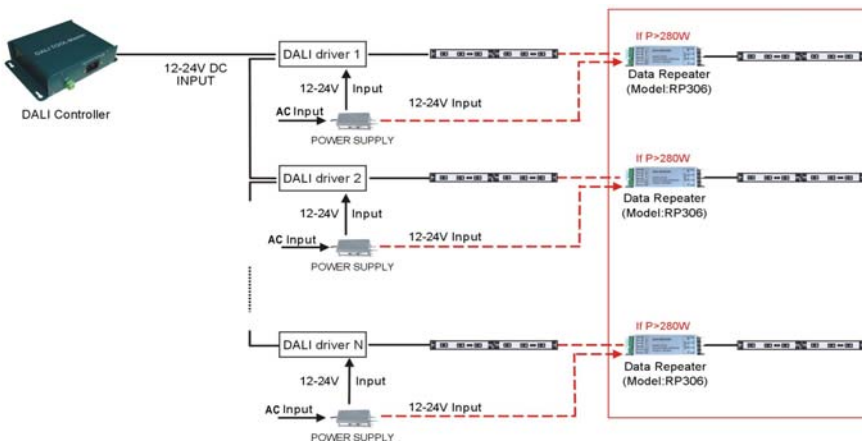 DALI Controller
12-24V DC
INPUT
DALI driver 1
12-24V Input
AC Input
POWER SUPPLY
12-24V Input
If P>280W
Data Repeater
(Model:RP306)
DALI driver 2
12-24V Input
AC Input
POWER SUPPLY
12-24V Input
If P>280W
Data Repeater
(Model:RP306)
DALI driver N
12-24V Input
AC Input
POWER SUPPLY
12-24V Input
If P>280W
Data Repeater
(Model:RP306)